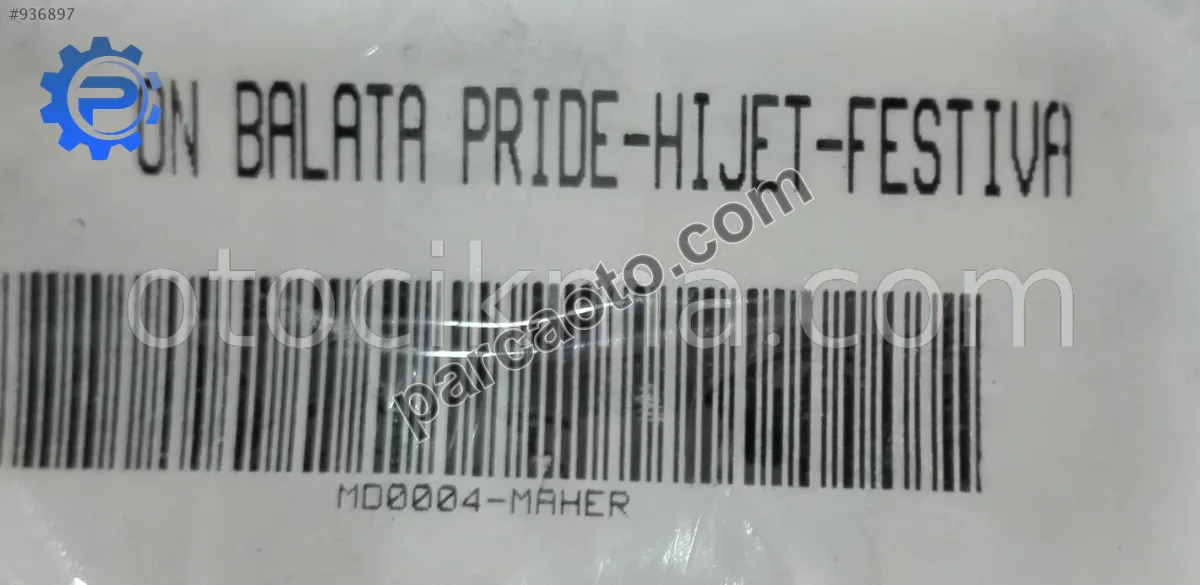 #936897
ÖN BALATA PRIDE-HIJET-FESTIVA
otocikma.com
parcaoto.com
MD0004-MAHER